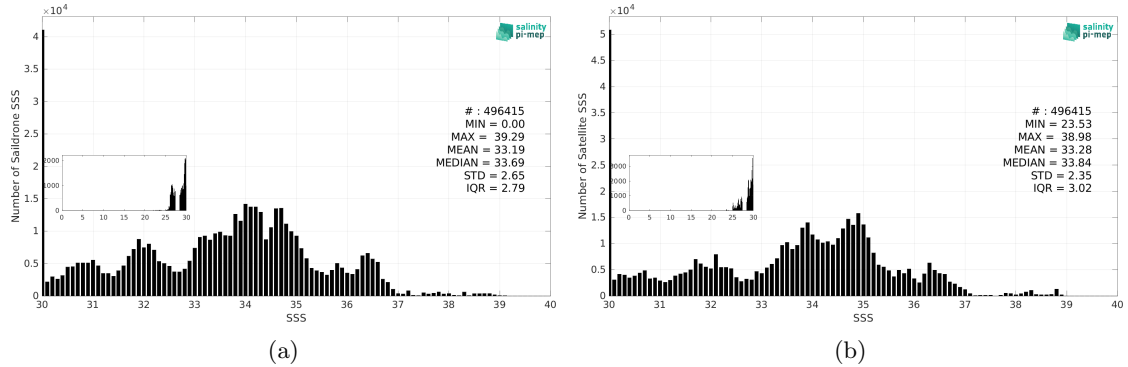 ×10⁴
4
3.5
3
2.5
2
1.5
1
0.5
0
Number of Saildrone SSS
salinity
pi-mep
# : 496415
MIN = 0.00
MAX = 39.29
MEAN = 33.19
MEDIAN = 33.69
STD = 2.65
IQR = 2.79
2000
1000
0
0 5 10 15 20 25 30
30 31 32 33 34 35 36 37 38 39 40
SSS
(a)
×10⁴
5
4.5
4
3.5
3
2.5
2
1.5
1
0.5
0
Number of Satellite SSS
salinity
pi-mep
# : 496415
MIN = 23.53
MAX = 38.98
MEAN = 33.28
MEDIAN = 33.84
STD = 2.35
IQR = 3.02
3000
2000
1000
0
0 5 10 15 20 25 30
30 31 32 33 34 35 36 37 38 39 40
SSS
(b)